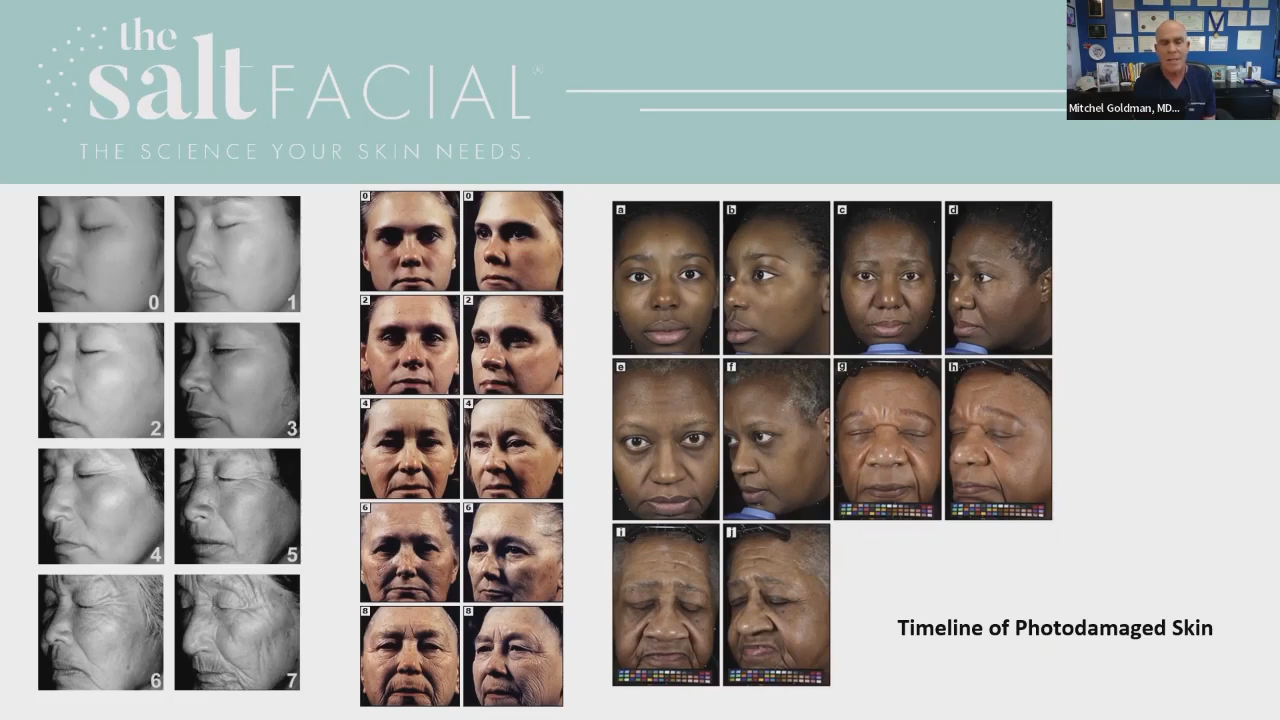 the
salt FACIAL
THE SCIENCE YOUR SKIN NEEDS.
Mitchel Goldman, MD...
0
1
2
3
4
5
6
7
0
0
2
2
4
4
6
6
8
8
a
b
c
d
e
f
g
h
i
j
Timeline of Photodamaged Skin